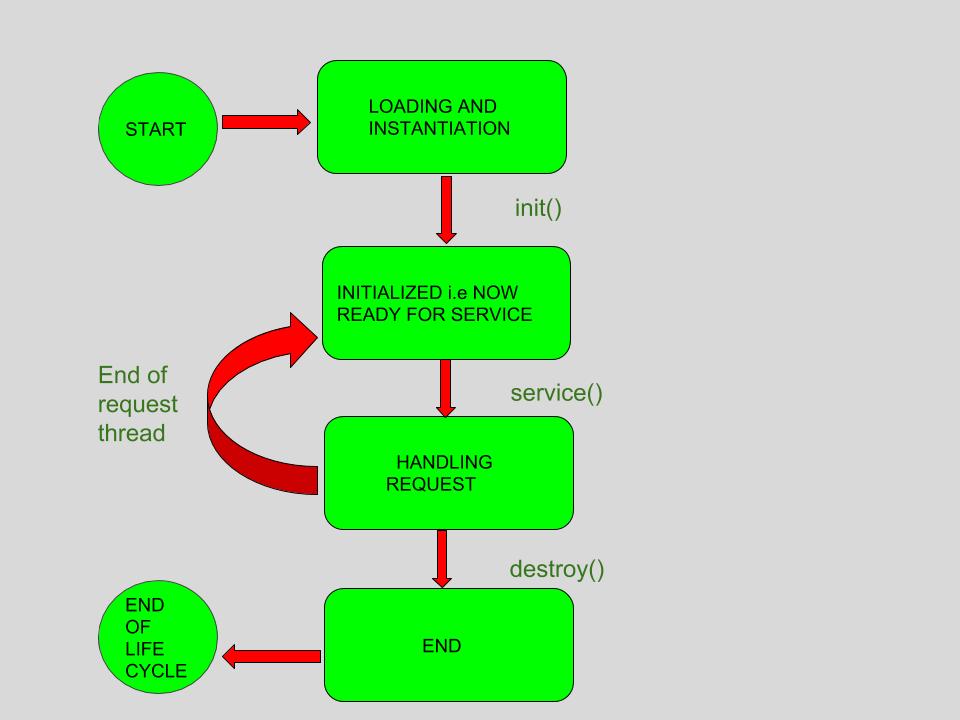 START
LOADING AND
INSTANTIATION
init()
INITIALIZED i.e NOW
READY FOR SERVICE
End of
request
thread
service()
HANDLING
REQUEST
destroy()
END
OF
LIFE
CYCLE
END